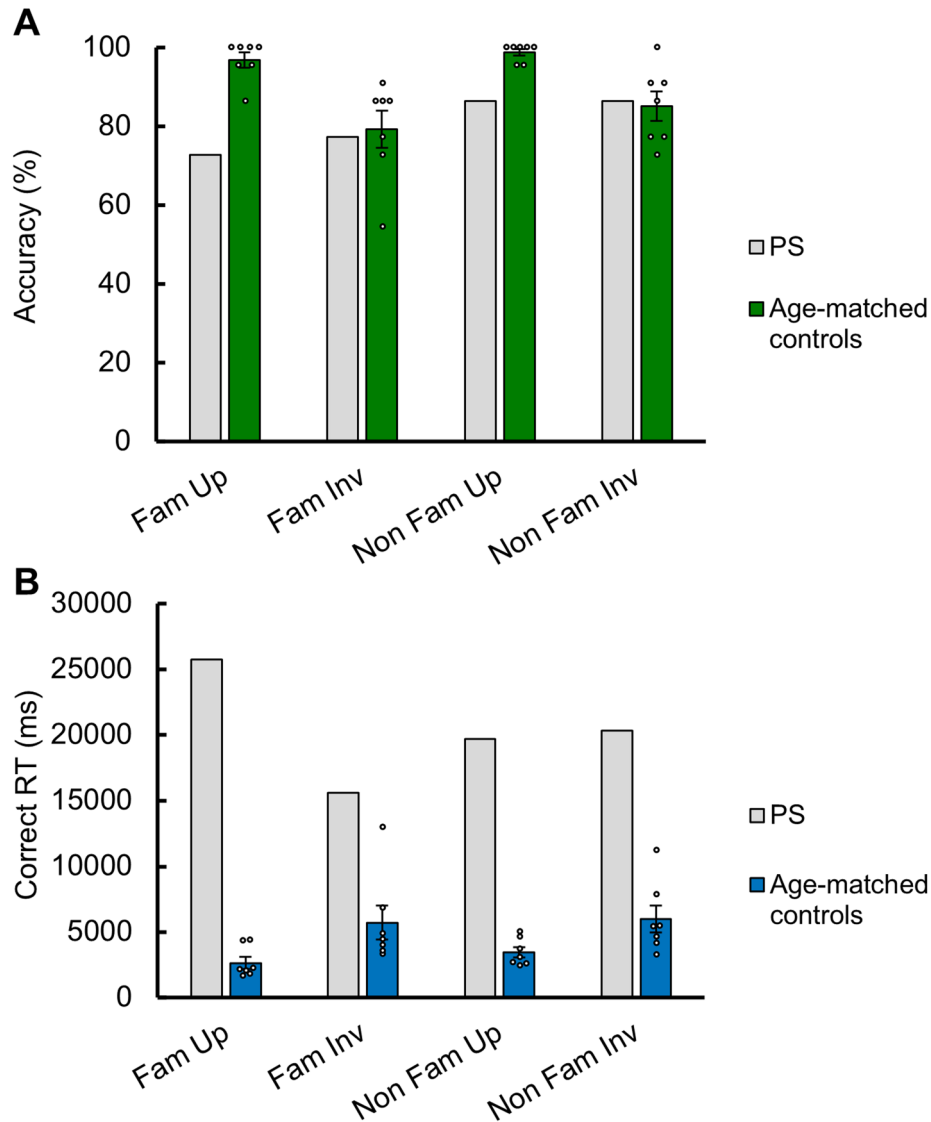 A
100
80
60
40
20
0
Accuracy (%)
Fam Up
Fam Inv
Non Fam Up
Non Fam Inv
PS
Age-matched
controls
B
30000
25000
20000
15000
10000
5000
0
Correct RT (ms)
Fam Up
Fam Inv
Non Fam Up
Non Fam Inv
PS
Age-matched
controls